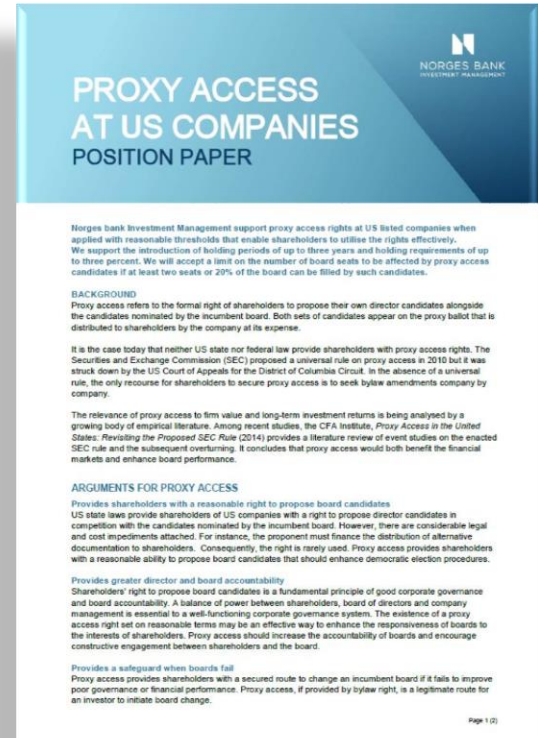 NORGES BANK
INVESTMENT MANAGEMENT
PROXY ACCESS
AT US COMPANIES
POSITION PAPER
Norges bank Investment Management support proxy access rights at US listed companies when
applied with reasonable thresholds that enable shareholders to utilise the rights effectively.
We support the introduction of holding periods of up to three years and holding requirements of up
to three percent. We will accept a limit on the number of board seats to be affected by proxy access
candidates if at least two seats or 20% of the board can be filled by such candidates.
BACKGROUND
Proxy access refers to the formal right of shareholders to propose their own director candidates alongside
the candidates nominated by the incumbent board. Both sets of candidates appear on the proxy ballot that is
distributed to shareholders by the company at its expense.
It is the case today that neither US state nor federal law provide shareholders with proxy access rights. The
Securities and Exchange Commission (SEC) proposed a universal rule on proxy access in 2010 but it was
struck down by the US Court of Appeals for the District of Columbia Circuit. In the absence of a universal
rule, the only recourse for shareholders to secure proxy access is to seek bylaw amendments company by
company.
The relevance of proxy access to firm value and long-term investment returns is being analysed by a
growing body of empirical literature. Among recent studies, the CFA Institute, Proxy Access in the United
States: Revisiting the Proposed SEC Rule (2014) provides a literature review of event studies on the enacted
SEC rule and the subsequent overturning. It concludes that proxy access would both benefit the financial
markets and enhance board performance.
ARGUMENTS FOR PROXY ACCESS
Provides shareholders with a reasonable right to propose board candidates
US state laws provide shareholders of US companies with a right to propose director candidates in
competition with the candidates nominated by the incumbent board. However, there are considerable legal
and cost impediments attached. For instance, the proponent must finance the distribution of alternative
documentation to shareholders. Consequently, the right is rarely used. Proxy access provides shareholders
with a reasonable ability to propose board candidates that should enhance democratic election procedures.
Provides greater director and board accountability
Shareholders' right to propose board candidates is a fundamental principle of good corporate governance
and board accountability. A balance of power between shareholders, board of directors and company
management is essential to a well-functioning corporate governance system. The existence of a proxy
access right set on reasonable terms may be an effective way to enhance the responsiveness of boards to
the interests of shareholders. Proxy access should increase the accountability of boards and encourage
constructive engagement between shareholders and the board.
Provides a safeguard when boards fail
Proxy access provides shareholders with a secured route to change an incumbent board if it fails to improve
poor governance or financial performance. Proxy access, if provided by bylaw right, is a legitimate route for
an investor to initiate board change.
Page 1 (2)